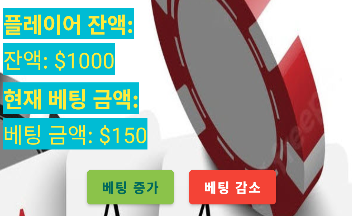 플레이어 잔액:
잔액: $1000
현재 베팅 금액:
베팅 금액: $150
베팅 증가
베팅 감소